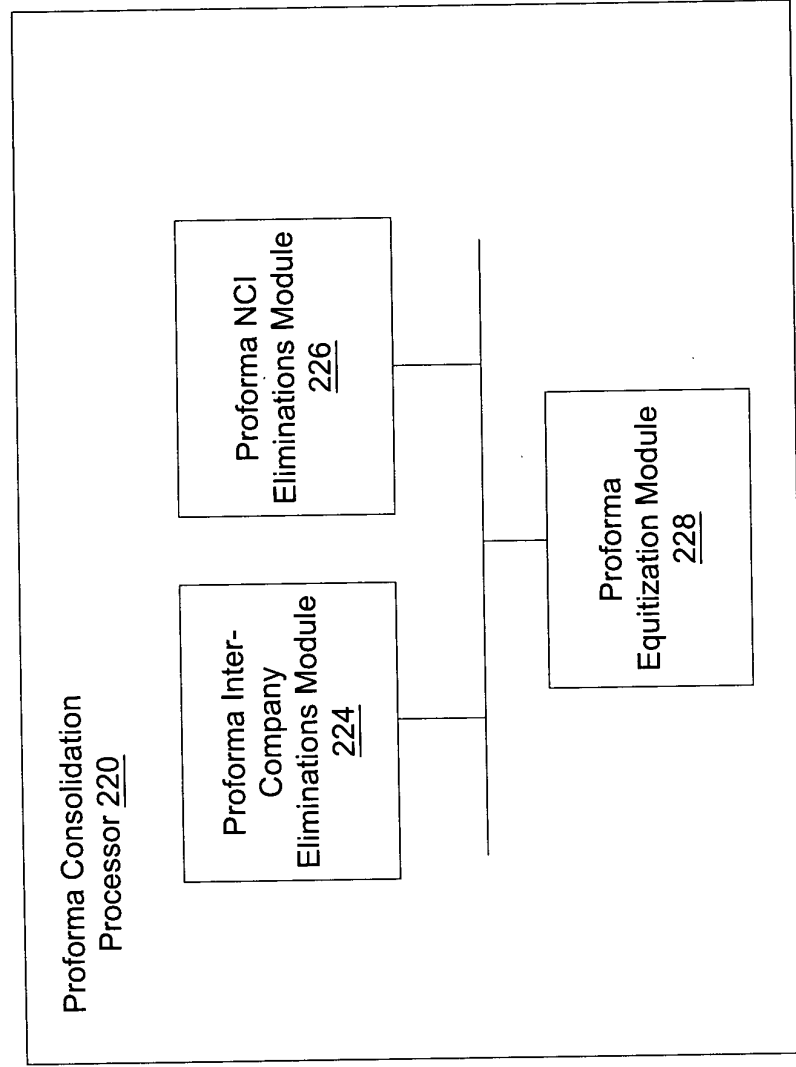 Proforma Consolidation
Processor 220
Proforma Inter-
Company
Eliminations Module
224
Proforma NCI
Eliminations Module
226
Proforma
Equitization Module
228